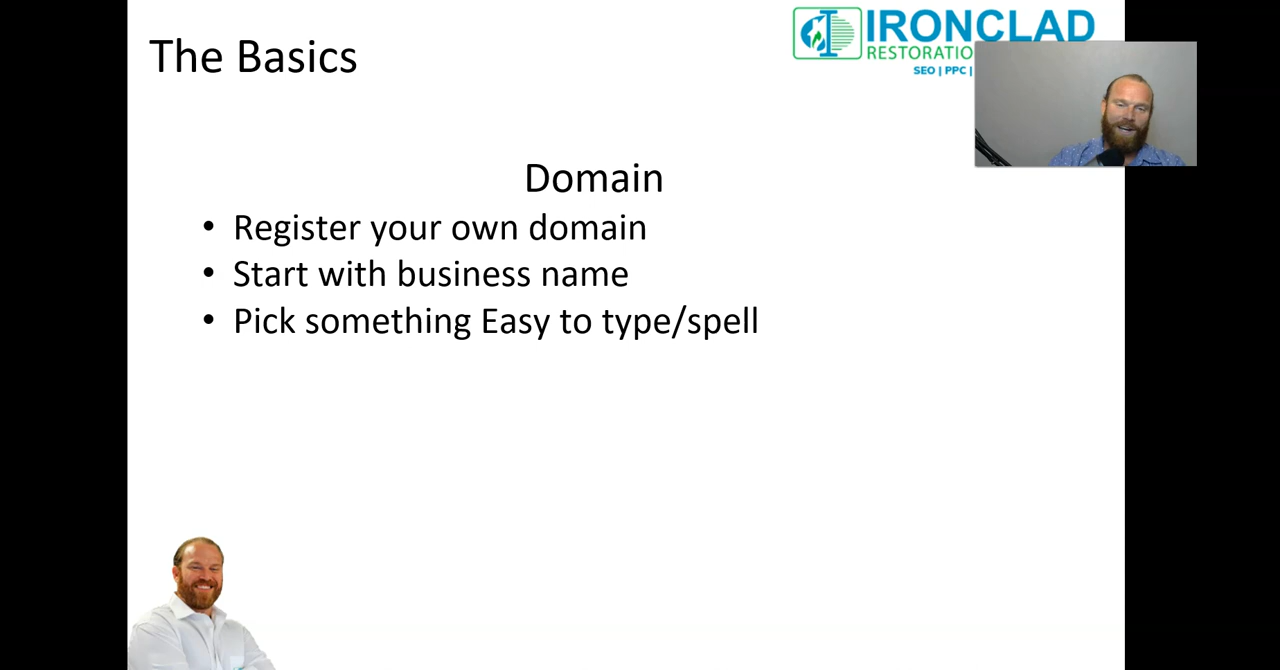 The Basics
IRONCLAD
SEO | PPC |
Domain
• Register your own domain
• Start with business name
• Pick something Easy to type/spell